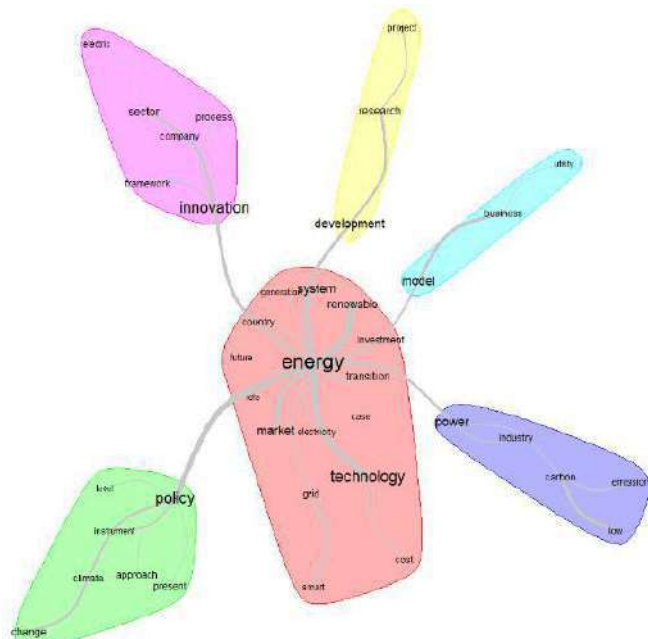 project
electric
research
sector
process
company
utility
framework
business
innovation
development
model
generation
system
renewable
country
investment
future
energy
transition
role
case
power
market
electricity
industry
technology
carbon
emission
level
policy
grid
low
instrument
climate
approach
present
smart
cost
change